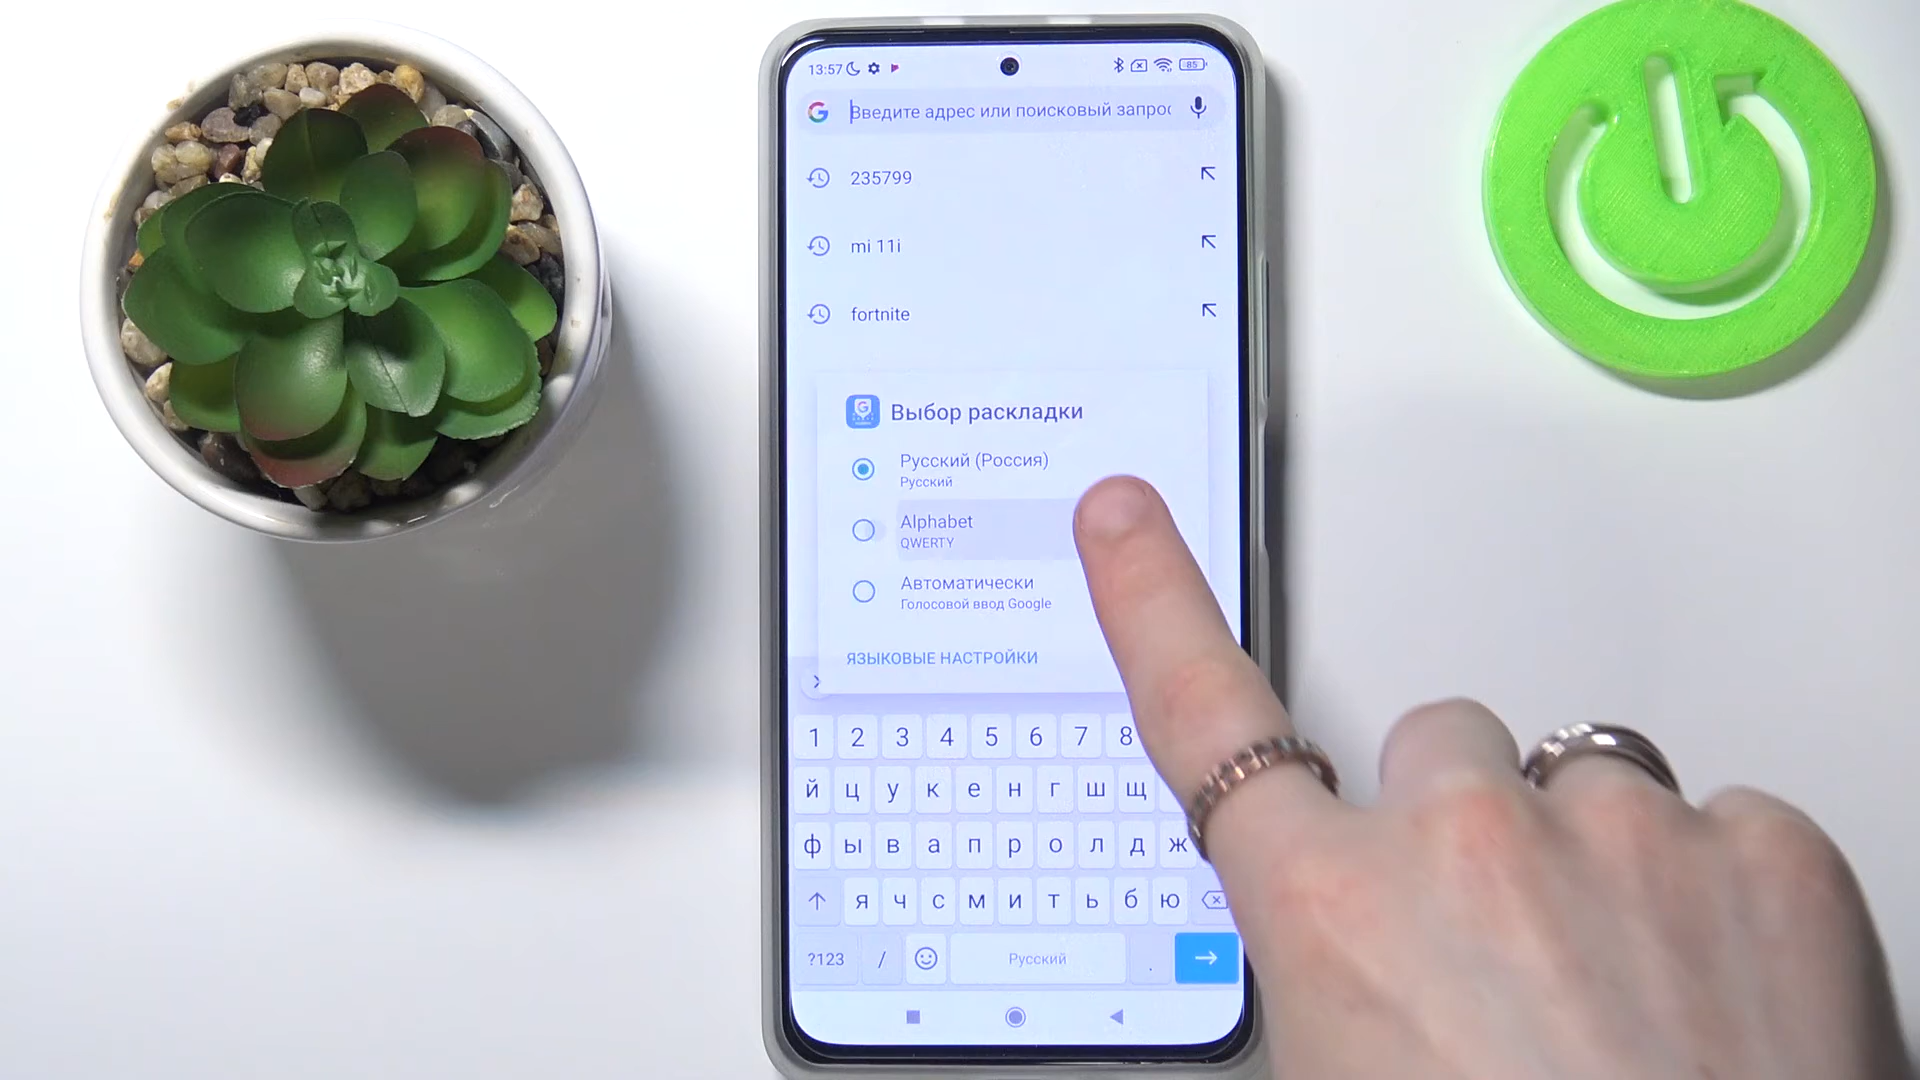 13:57
85
Введите адрес или поисковый запрос
235799
mi 11i
fortnite
Выбор раскладки
Русский (Россия)
Русский
Alphabet
QWERTY
Автоматически
Голосовой ввод Google
ЯЗЫКОВЫЕ НАСТРОЙКИ
1 2 3 4 5 6 7 8
й ц у к е н г ш щ
ф ы в а п р о л д ж
я ч с м и т ь б ю
?123 / Русский .